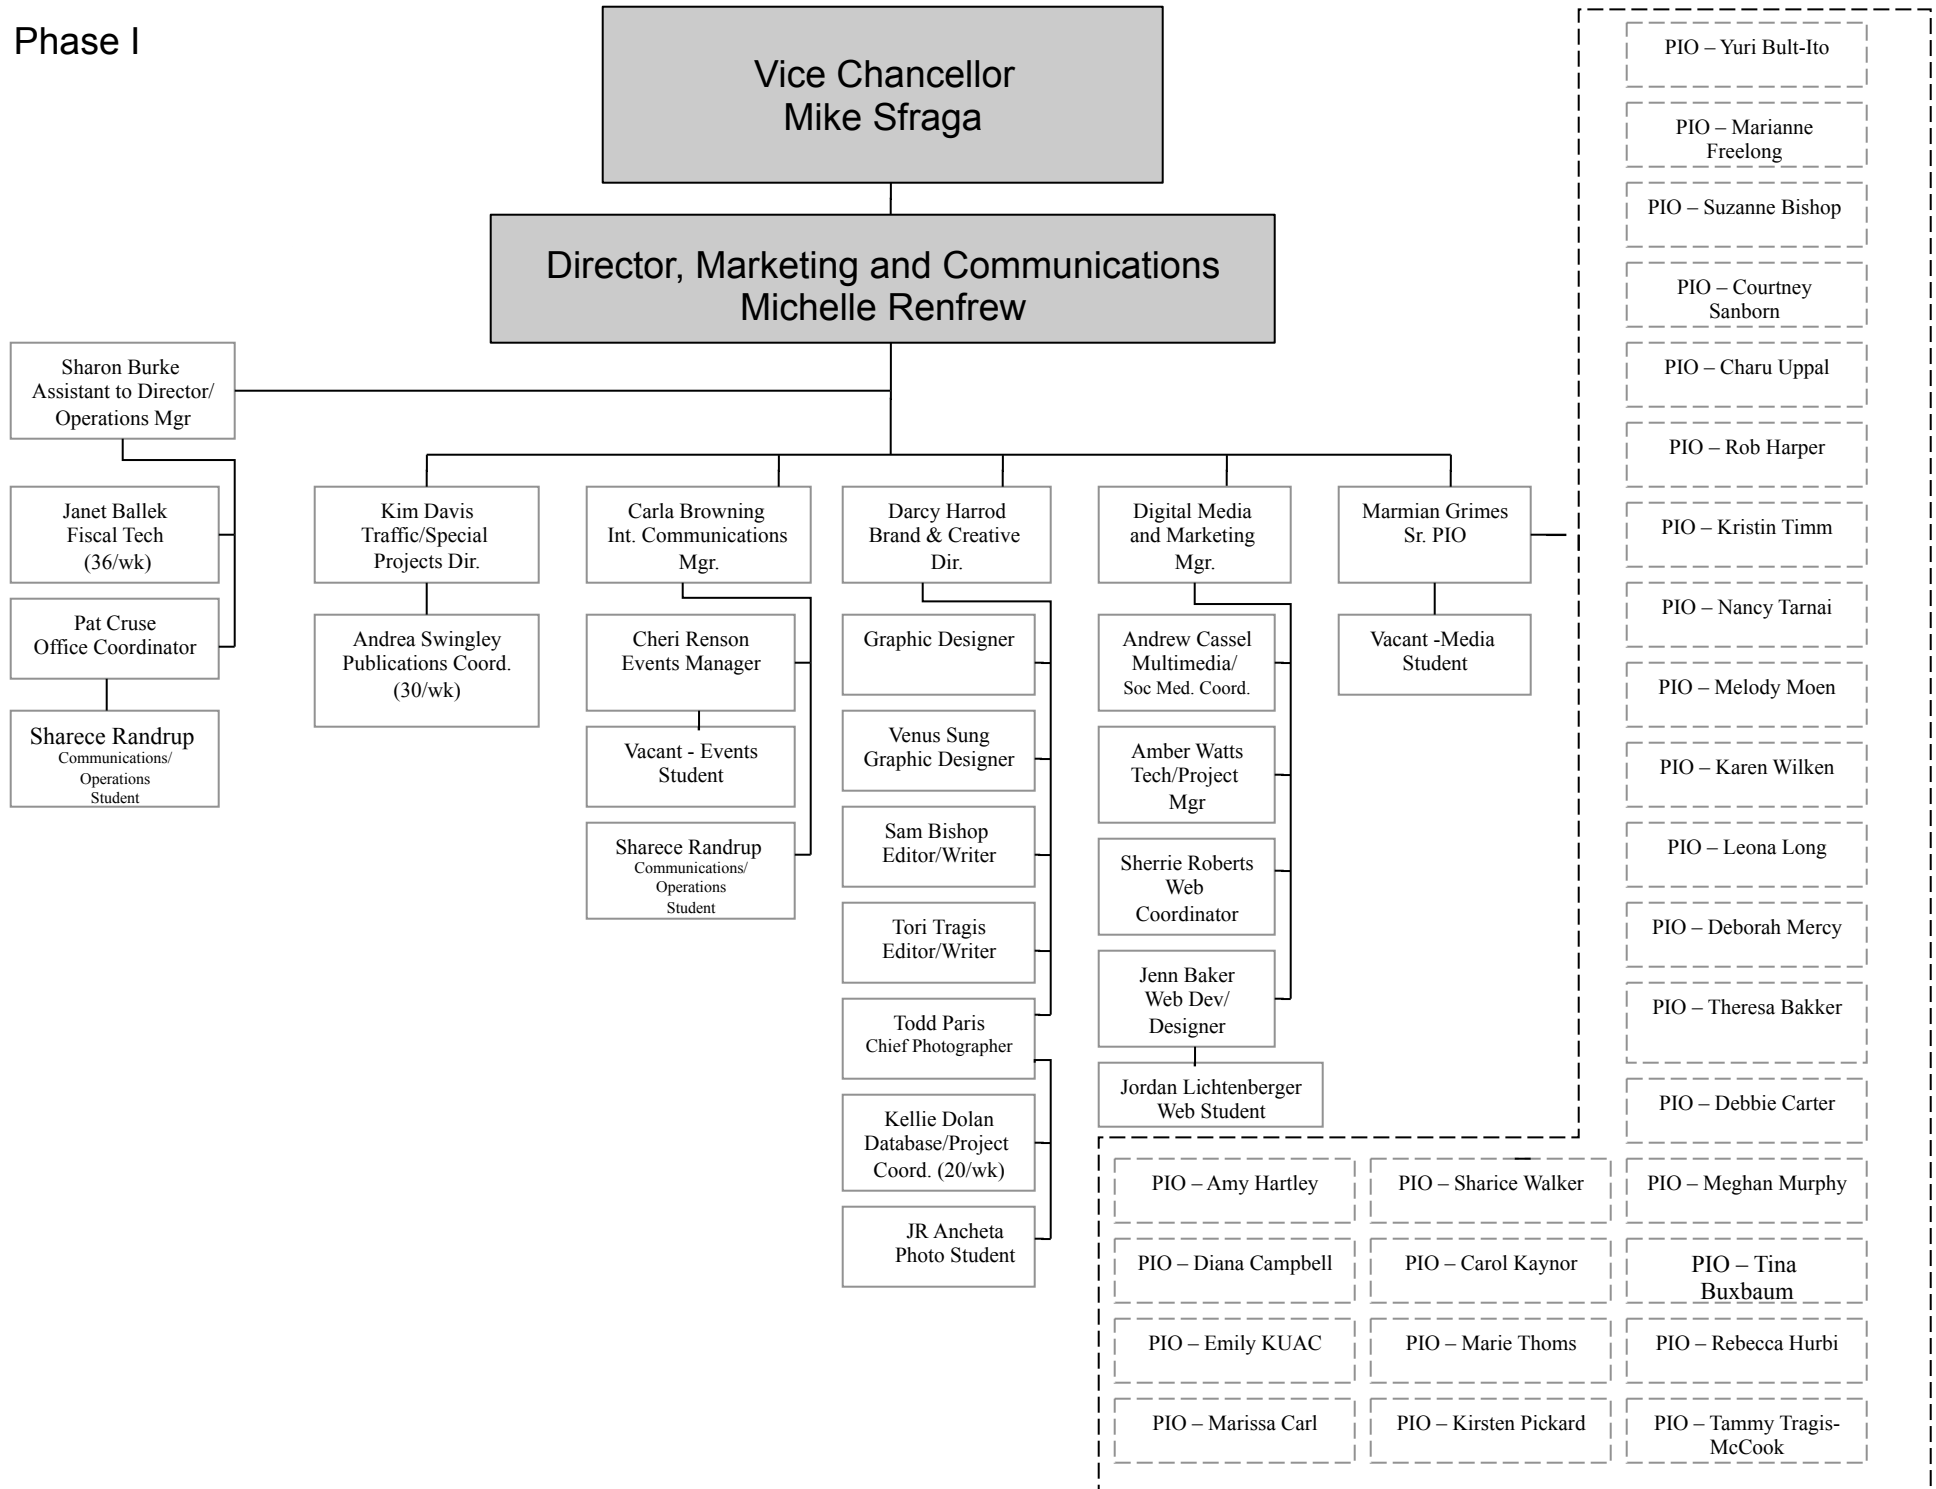 Phase I
Vice Chancellor
Mike Sfraga
Director, Marketing and Communications
Michelle Renfrew
Sharon Burke
Assistant to Director/
Operations Mgr
Janet Ballek
Fiscal Tech
(36/wk)
Pat Cruse
Office Coordinator
Sharece Randrup
Communications/
Operations
Student
Kim Davis
Traffic/Special
Projects Dir.
Andrea Swingley
Publications Coord.
(30/wk)
Carla Browning
Int. Communications
Mgr.
Cheri Renson
Events Manager
Vacant - Events
Student
Sharece Randrup
Communications/
Operations
Student
Darcy Harrod
Brand & Creative
Dir.
Graphic Designer
Venus Sung
Graphic Designer
Sam Bishop
Editor/Writer
Tori Tragis
Editor/Writer
Todd Paris
Chief Photographer
Kellie Dolan
Database/Project
Coord. (20/wk)
JR Ancheta
Photo Student
Digital Media
and Marketing
Mgr.
Andrew Cassel
Multimedia/
Soc Med. Coord.
Amber Watts
Tech/Project
Mgr
Sherrie Roberts
Web
Coordinator
Jenn Baker
Web Dev/
Designer
Jordan Lichtenberger
Web Student
Marmian Grimes
Sr. PIO
Vacant -Media
Student
PIO – Yuri Bult-Ito
PIO – Marianne
Freelong
PIO – Suzanne Bishop
PIO – Courtney
Sanborn
PIO – Charu Uppal
PIO – Rob Harper
PIO – Kristin Timm
PIO – Nancy Tarnai
PIO – Melody Moen
PIO – Karen Wilken
PIO – Leona Long
PIO – Deborah Mercy
PIO – Theresa Bakker
PIO – Debbie Carter
PIO – Amy Hartley
PIO – Sharice Walker
PIO – Meghan Murphy
PIO – Diana Campbell
PIO – Carol Kaynor
PIO – Tina
Buxbaum
PIO – Emily KUAC
PIO – Marie Thoms
PIO – Rebecca Hurbi
PIO – Marissa Carl
PIO – Kirsten Pickard
PIO – Tammy Tragis-
McCook